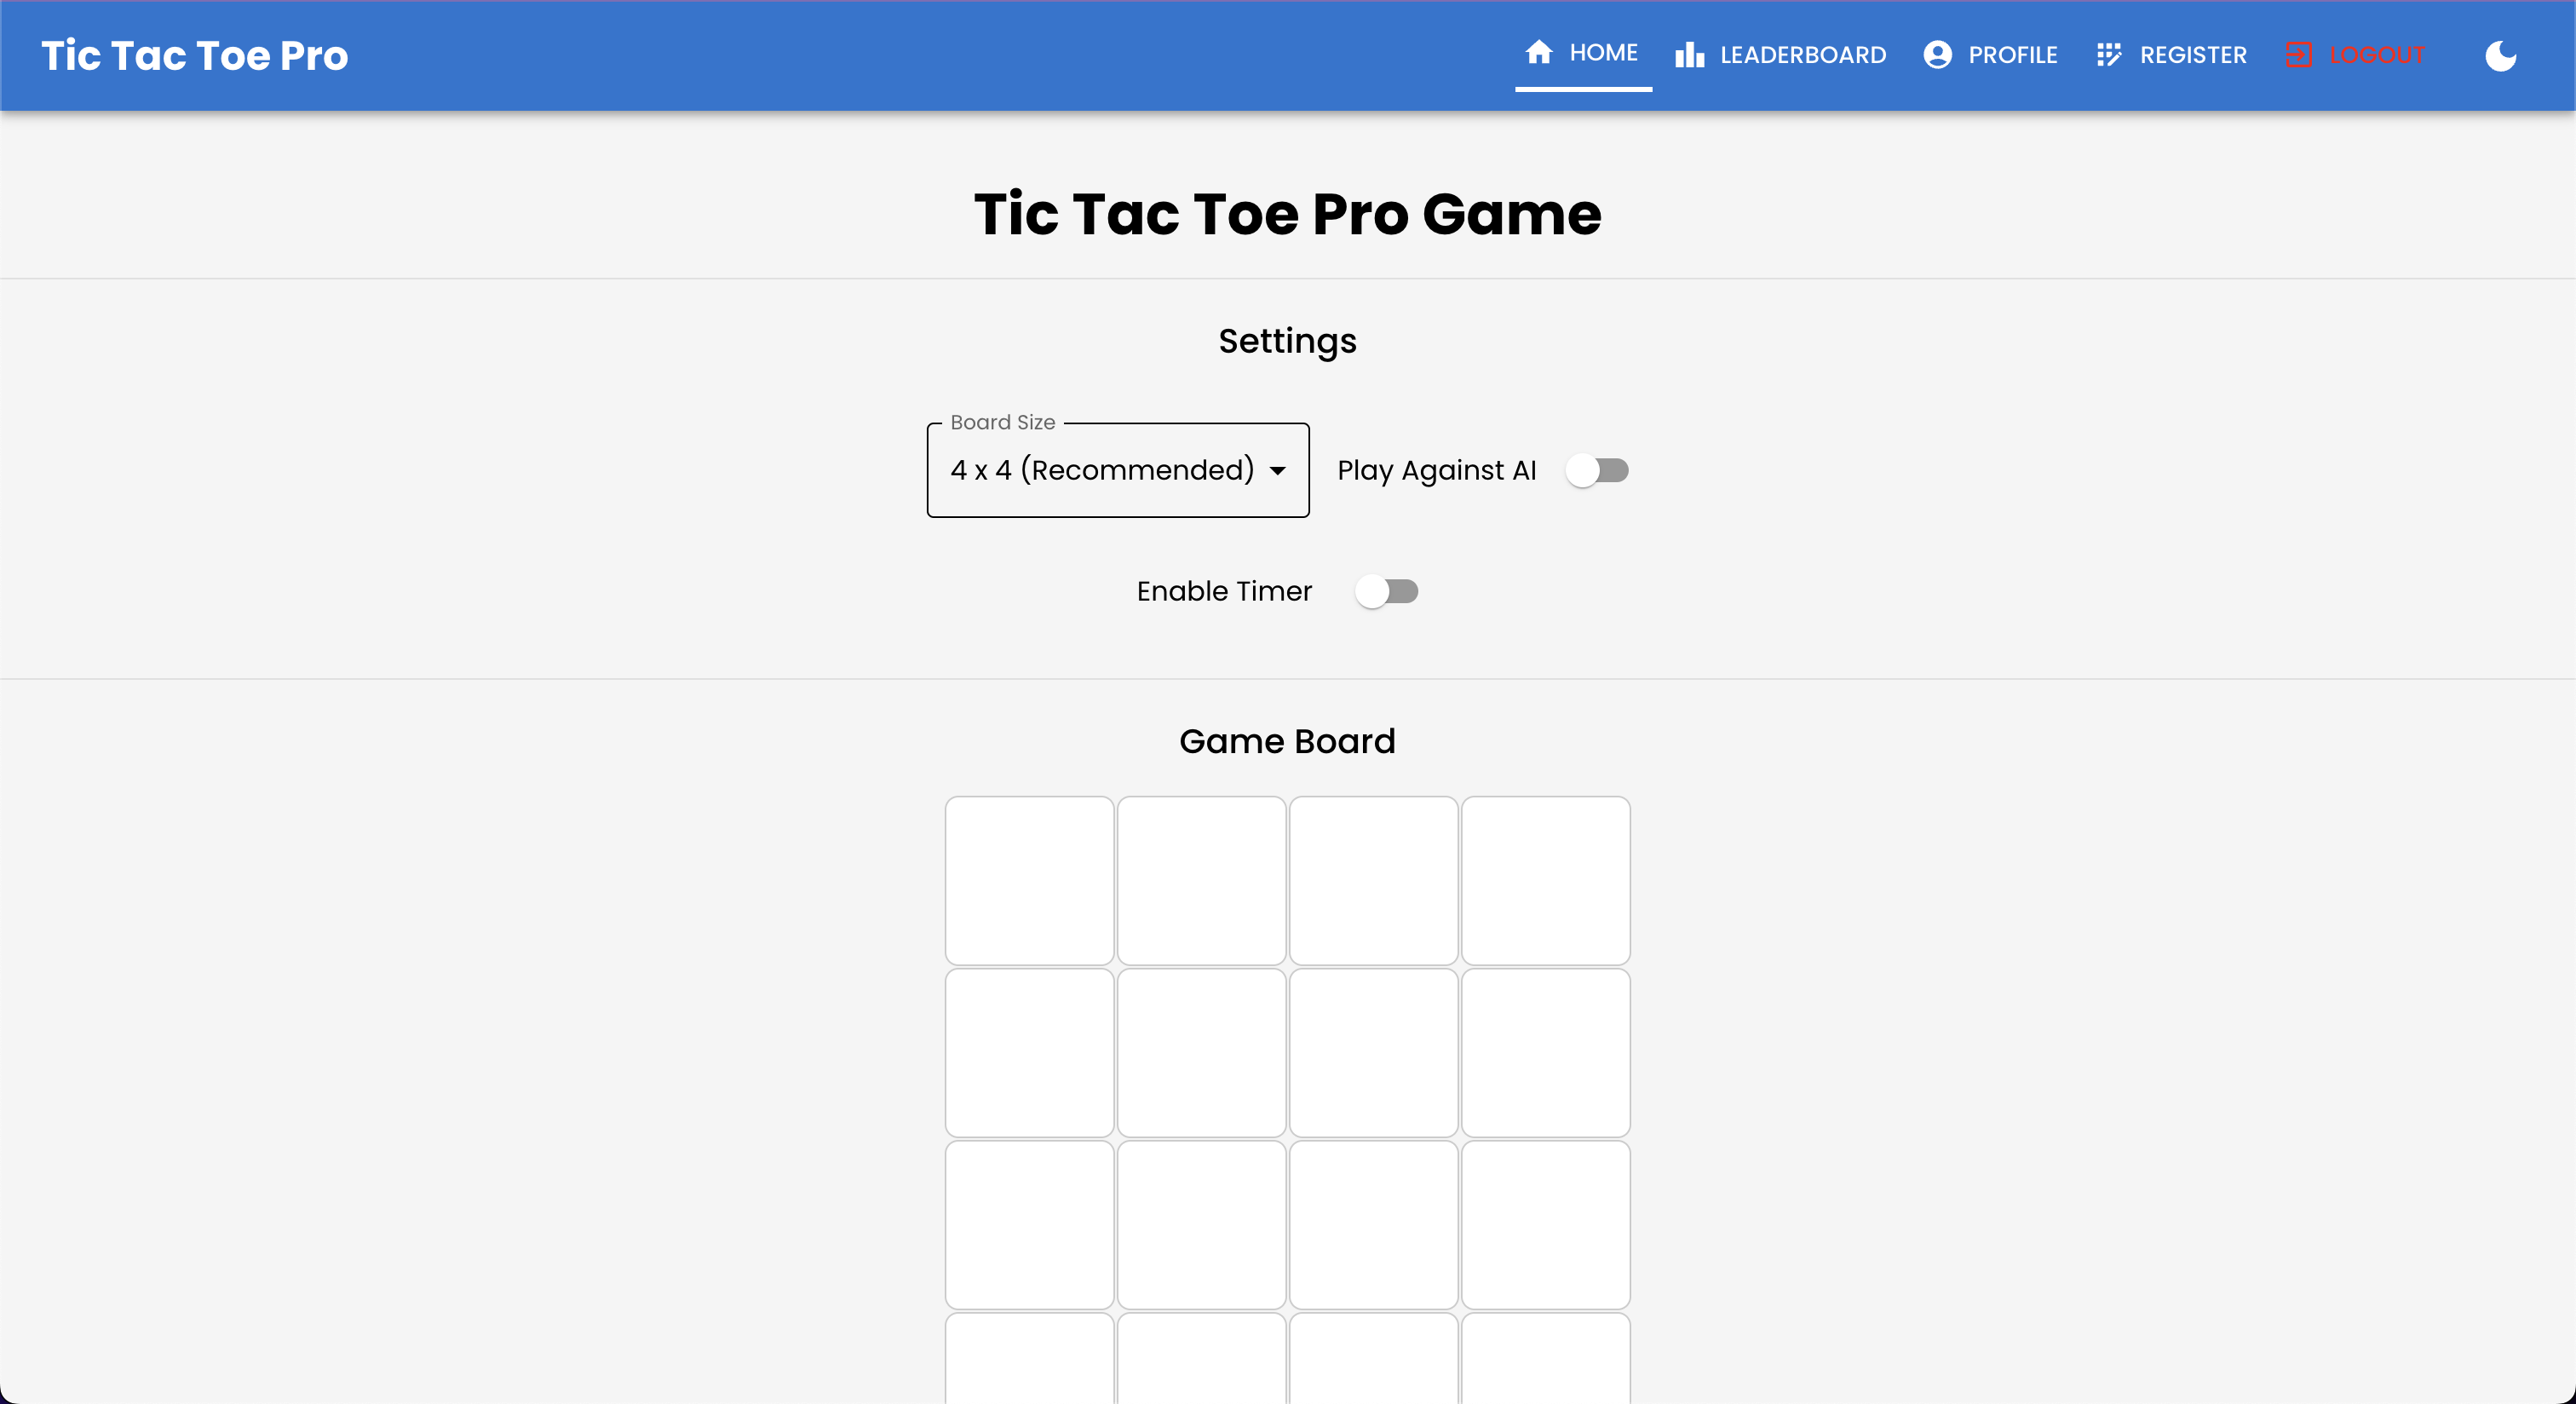 Tic Tac Toe Pro
HOME
LEADERBOARD
PROFILE
REGISTER
LOGOUT
Tic Tac Toe Pro Game
Settings
Board Size
4 x 4 (Recommended)
Play Against AI
Enable Timer
Game Board